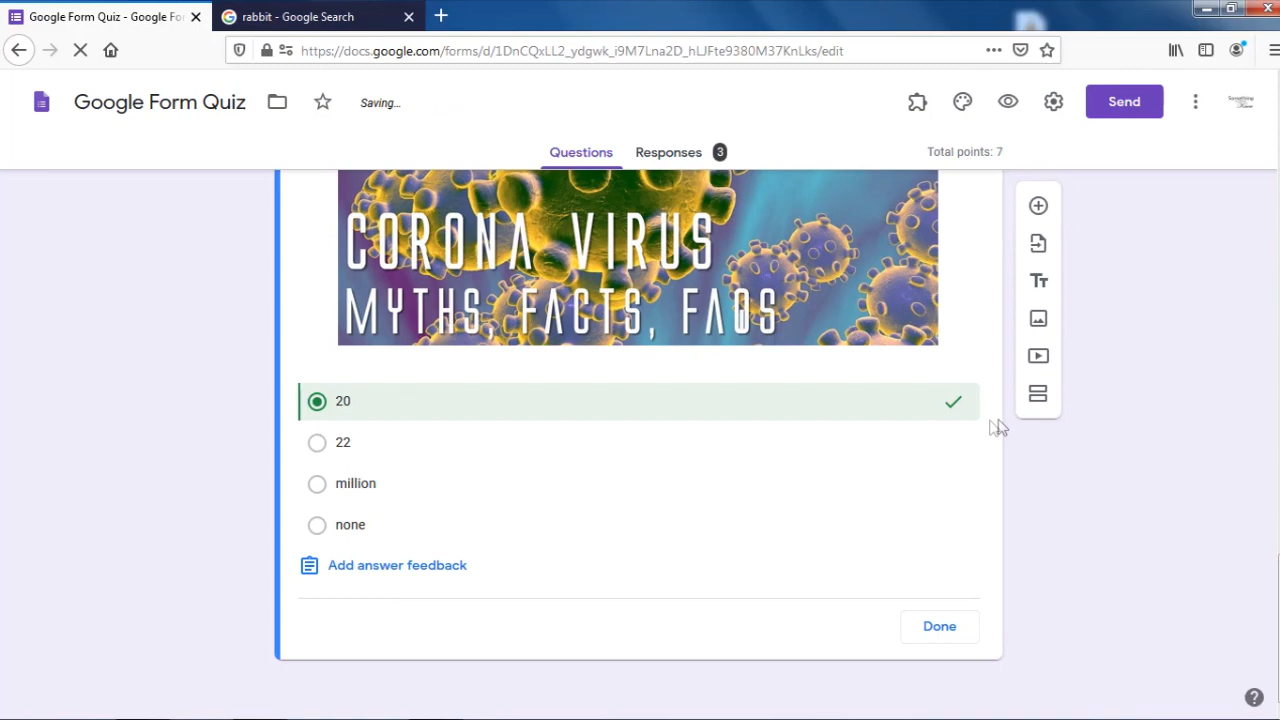 Google Form Quiz - Google For
rabbit - Google Search
https://docs.google.com/forms/d/1DnCQxLL2_ydgwk_i9M7Lna2D_hLJFte9380M37KnLks/edit
Google Form Quiz
Saving...
Send
Questions
Responses 3
Total points: 7
CORONA VIRUS
MYTHS, FACTS, FAQS
20
22
million
none
Add answer feedback
Done